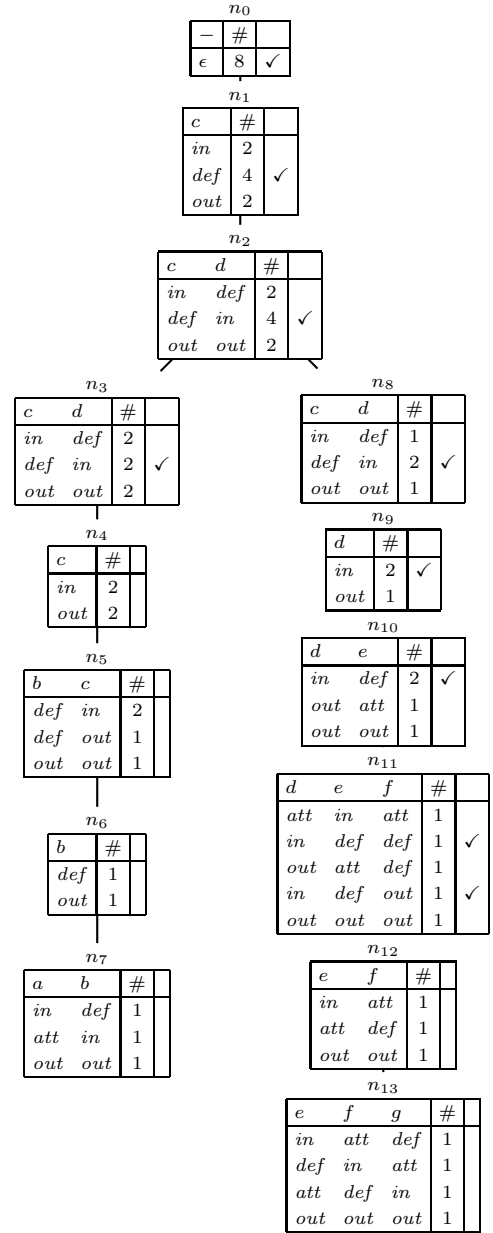 n₀
− #
ϵ 8 ✓
n₁
c #
in 2
def 4 ✓
out 2
n₂
c d #
in def 2
def in 4 ✓
out out 2
n₃
c d #
in def 2
def in 2 ✓
out out 2
n₄
c #
in 2
out 2
n₅
b c #
def in 2
def out 1
out out 1
n₆
b #
def 1
out 1
n₇
a b #
in def 1
att in 1
out out 1
n₈
c d #
in def 1
def in 2 ✓
out out 1
n₉
d #
in 2 ✓
out 1
n₁₀
d e #
in def 2 ✓
out att 1
out out 1
n₁₁
d e f #
att in att 1
in def def 1 ✓
out att def 1
in def out 1 ✓
out out out 1
n₁₂
e f #
in att 1
att def 1
out out 1
n₁₃
e f g #
in att def 1
def in att 1
att def in 1
out out out 1